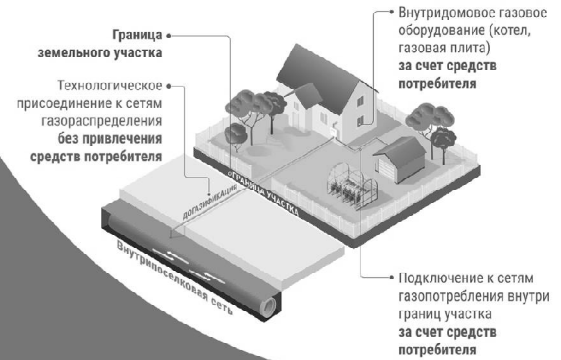 Граница
земельного участка
Технологическое
присоединение к сетям
газораспределения
без привлечения
средств потребителя
Внутридомовое газовое
оборудование (котел,
газовая плита)
за счет средств
потребителя
ГРАНИЦА УЧАСТКА
ДОГАЗИФИКАЦИЯ
Внутрипоселковая сеть
Подключение к сетям
газопотребления внутри
границ участка
за счет средств
потребителя